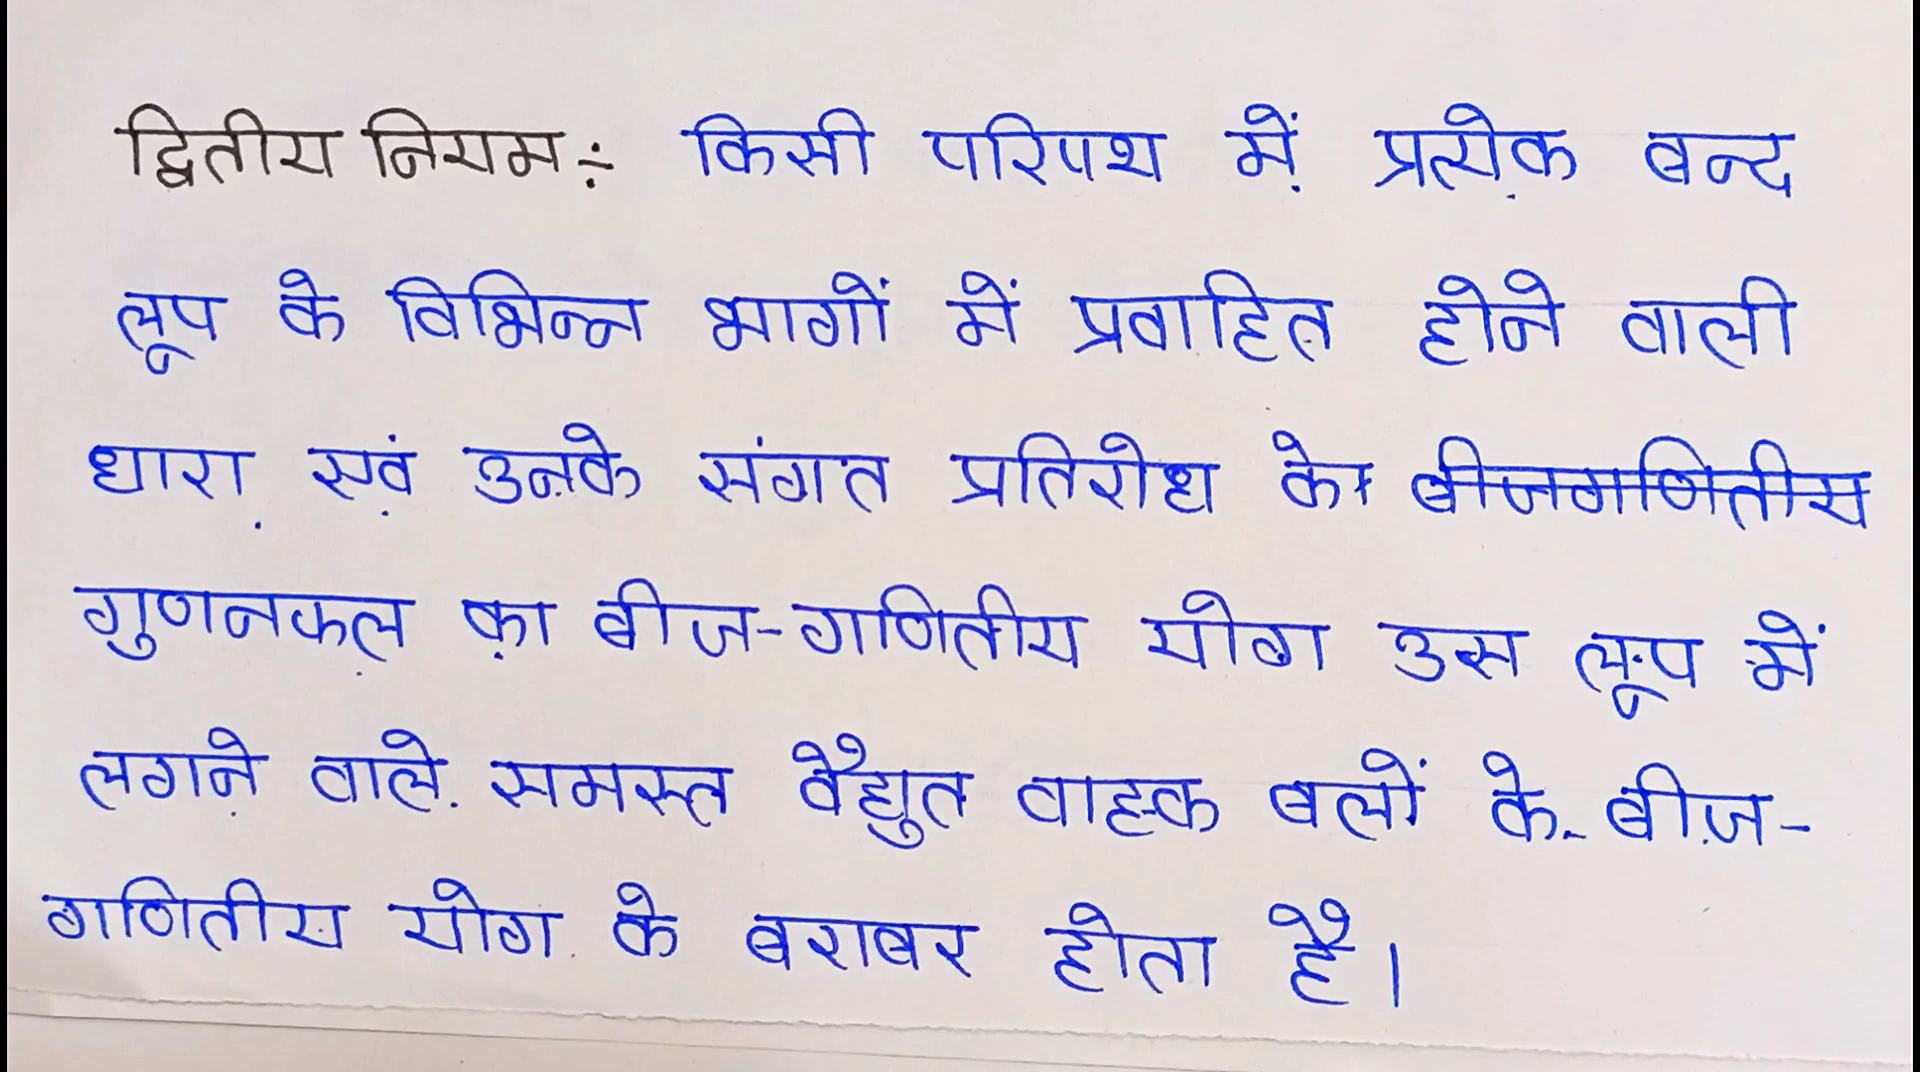 द्वितीय नियम ÷ किसी परिपथ में प्रत्येक बन्द
लूप के विभिन्न भागों में प्रवाहित होने वाली
धारा एवं उनके संगत प्रतिरोध के बीजगणितीय
गुणनफल का बीज-गणितीय योग उस लूप में
लगने वाले समस्त वैद्युत वाहक बलों के बीज-
गणितीय योग के बराबर होता है।